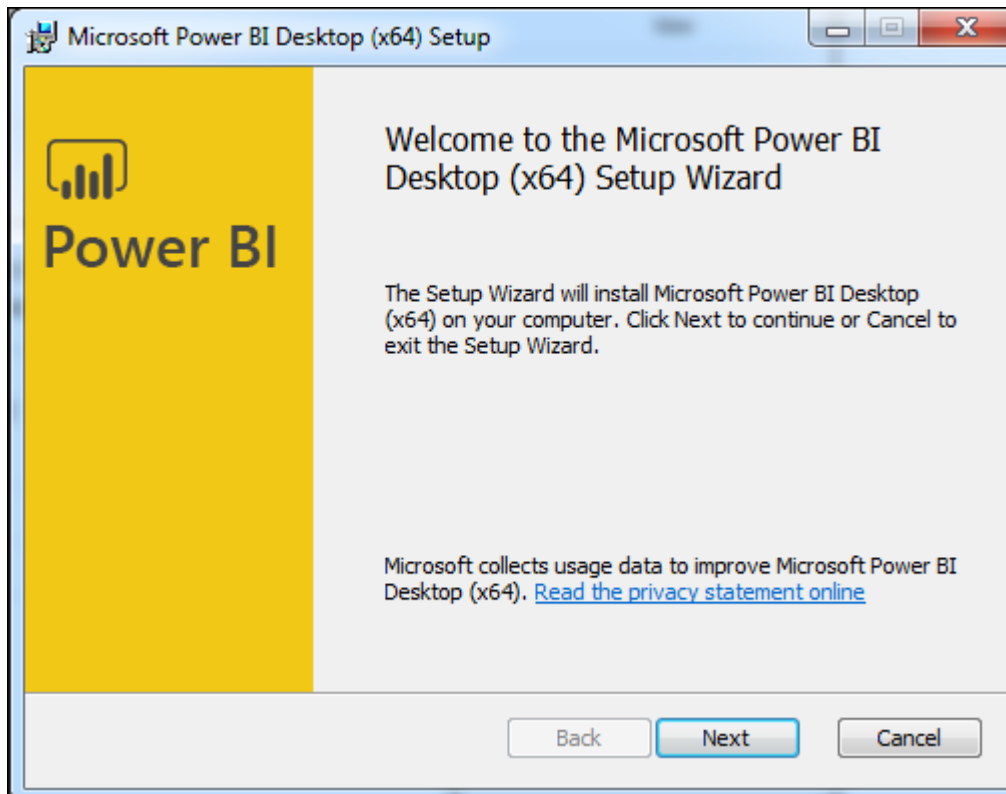 Microsoft Power BI Desktop (x64) Setup
Power BI
Welcome to the Microsoft Power BI
Desktop (x64) Setup Wizard
The Setup Wizard will install Microsoft Power BI Desktop
(x64) on your computer. Click Next to continue or Cancel to
exit the Setup Wizard.
Microsoft collects usage data to improve Microsoft Power BI
Desktop (x64). Read the privacy statement online
Back Next Cancel